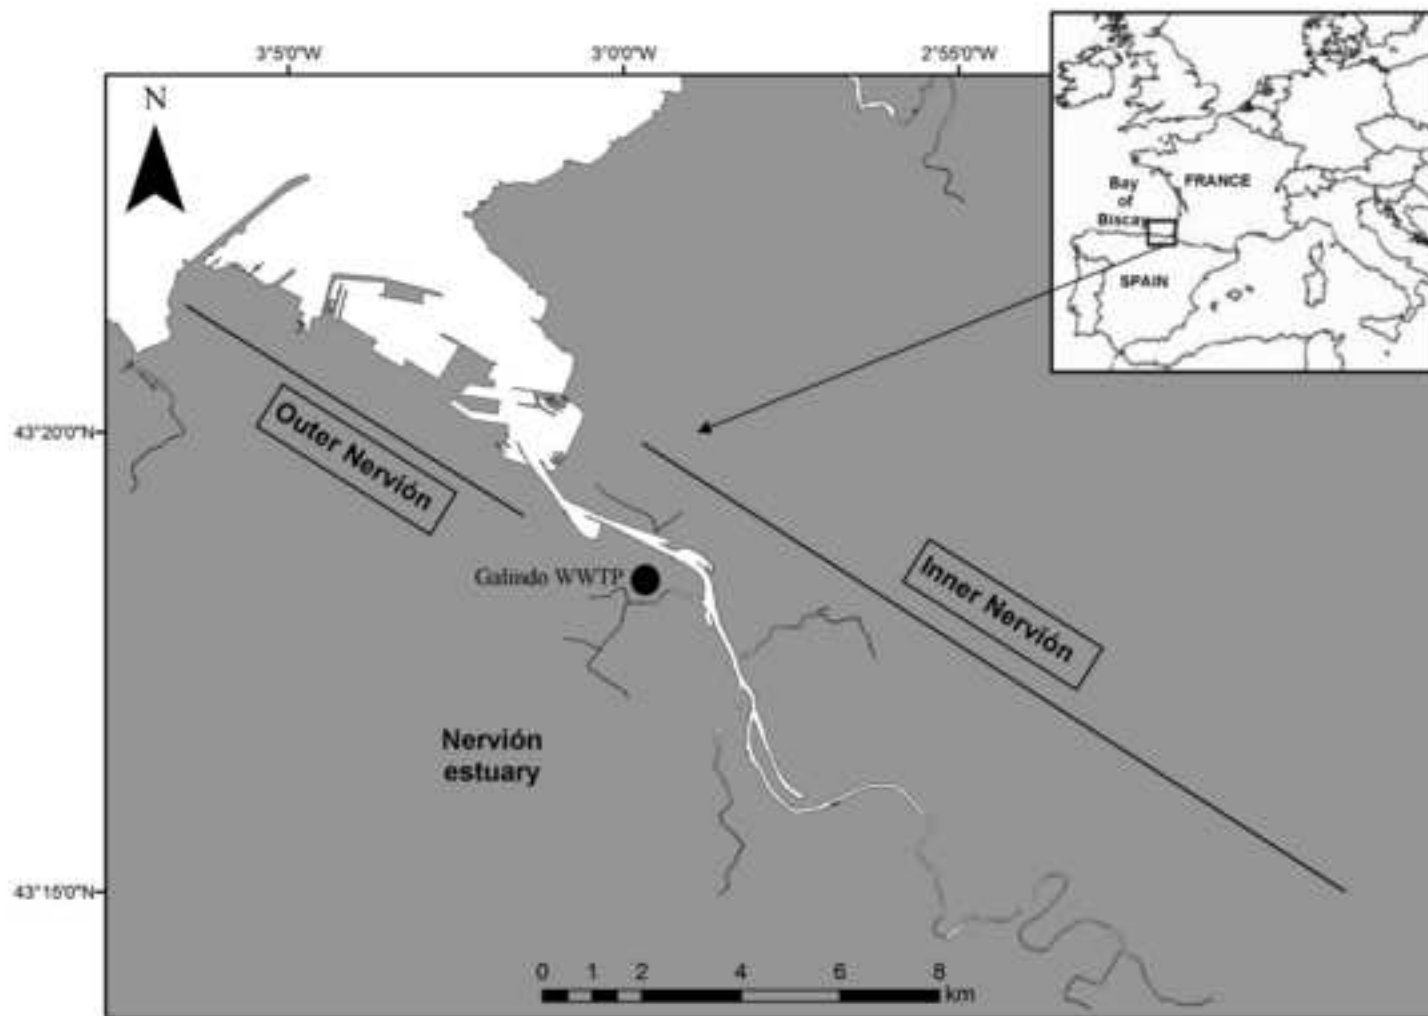 3°5'0"W
3°0'0"W
2°55'0"W
N
Bay
of
Biscay
FRANCE
SPAIN
43°20'0"N
Outer Nervión
Galindo WWTP
Inner Nervión
Nervión
estuary
43°15'0"N
0 1 2 4 6 8
km